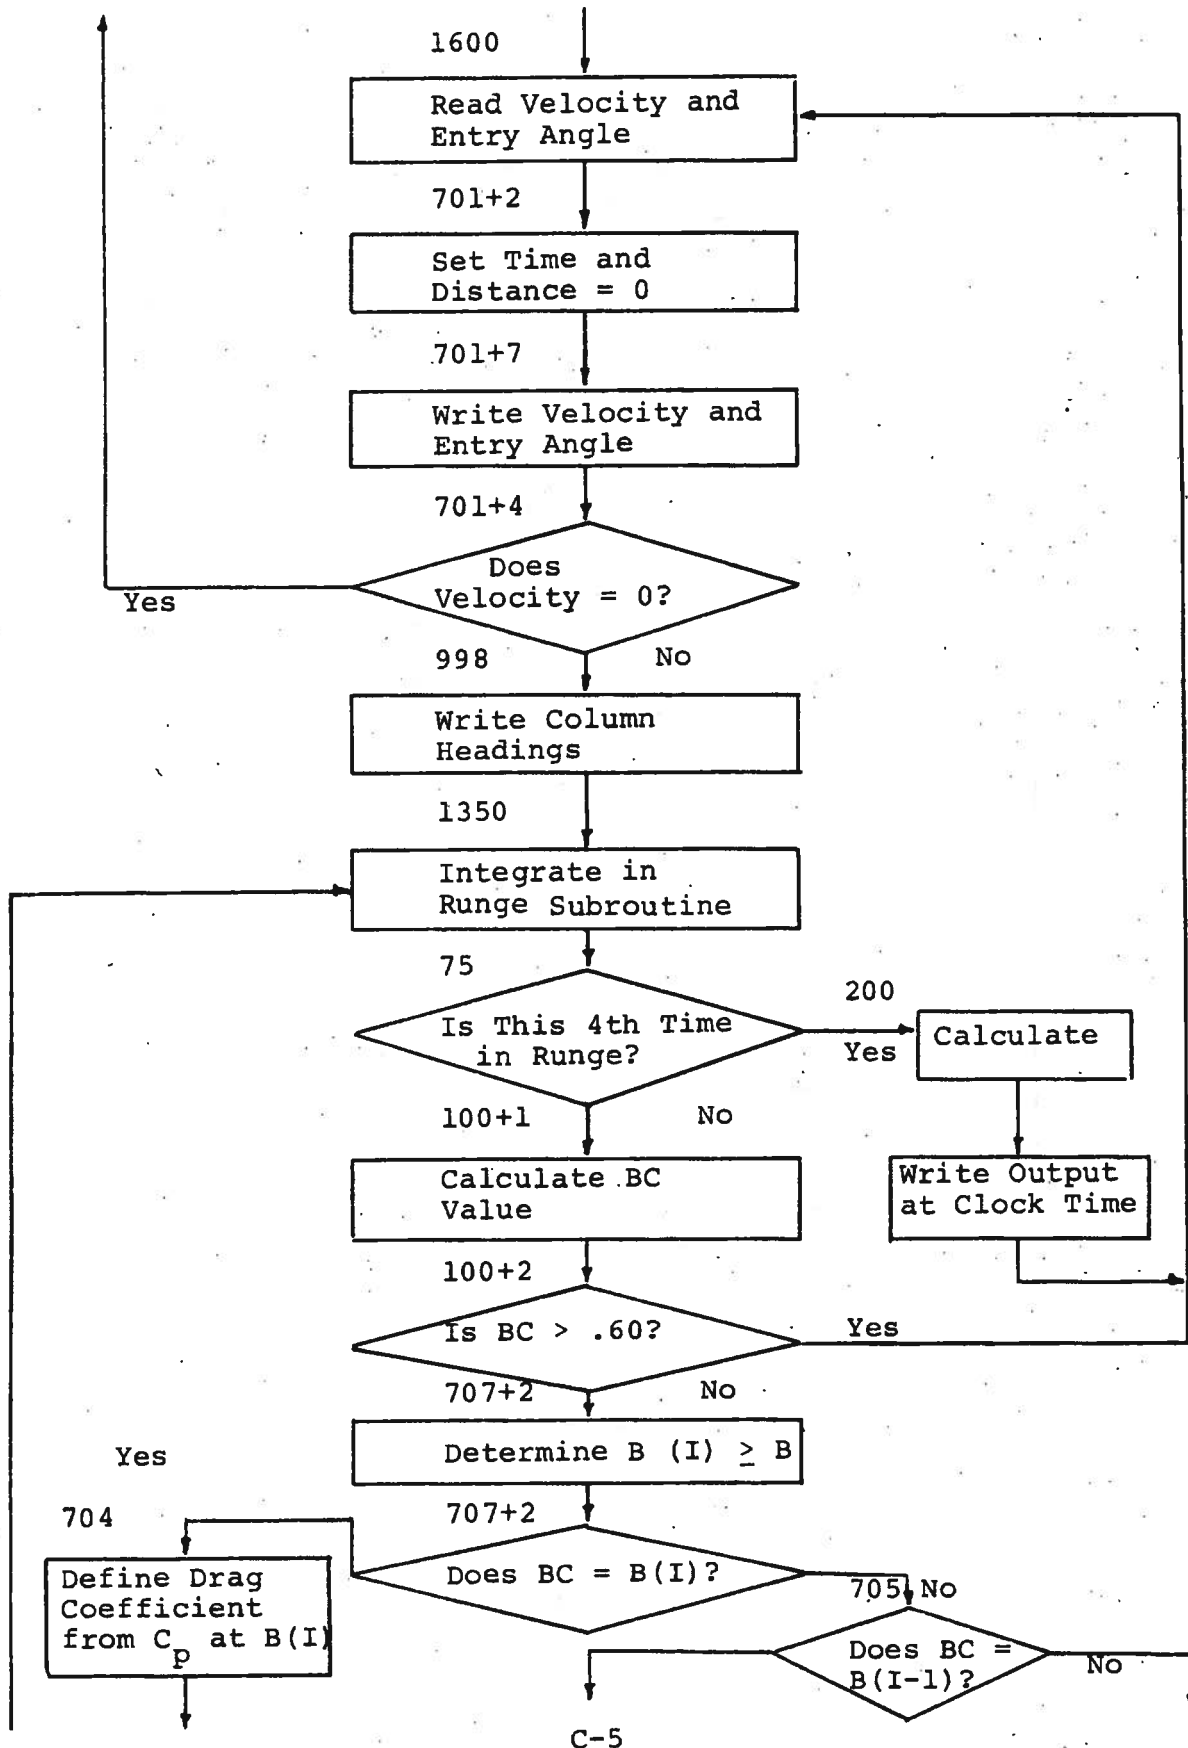 1600
Read Velocity and
Entry Angle
701+2
Set Time and
Distance = 0
701+7
Write Velocity and
Entry Angle
701+4
Does
Velocity = 0?
Yes
998
No
Write Column
Headings
1350
Integrate in
Runge Subroutine
75
Is This 4th Time
in Runge?
200
Yes
Calculate
100+1
No
Calculate BC
Value
Write Output
at Clock Time
100+2
Is BC > .60?
Yes
707+2
No
Determine B (I) ≥ B
Yes
704
707+2
Does BC = B(I)?
Define Drag
Coefficient
from Cp at B(I)
705
No
Does BC =
B(I-1)?
No
C-5